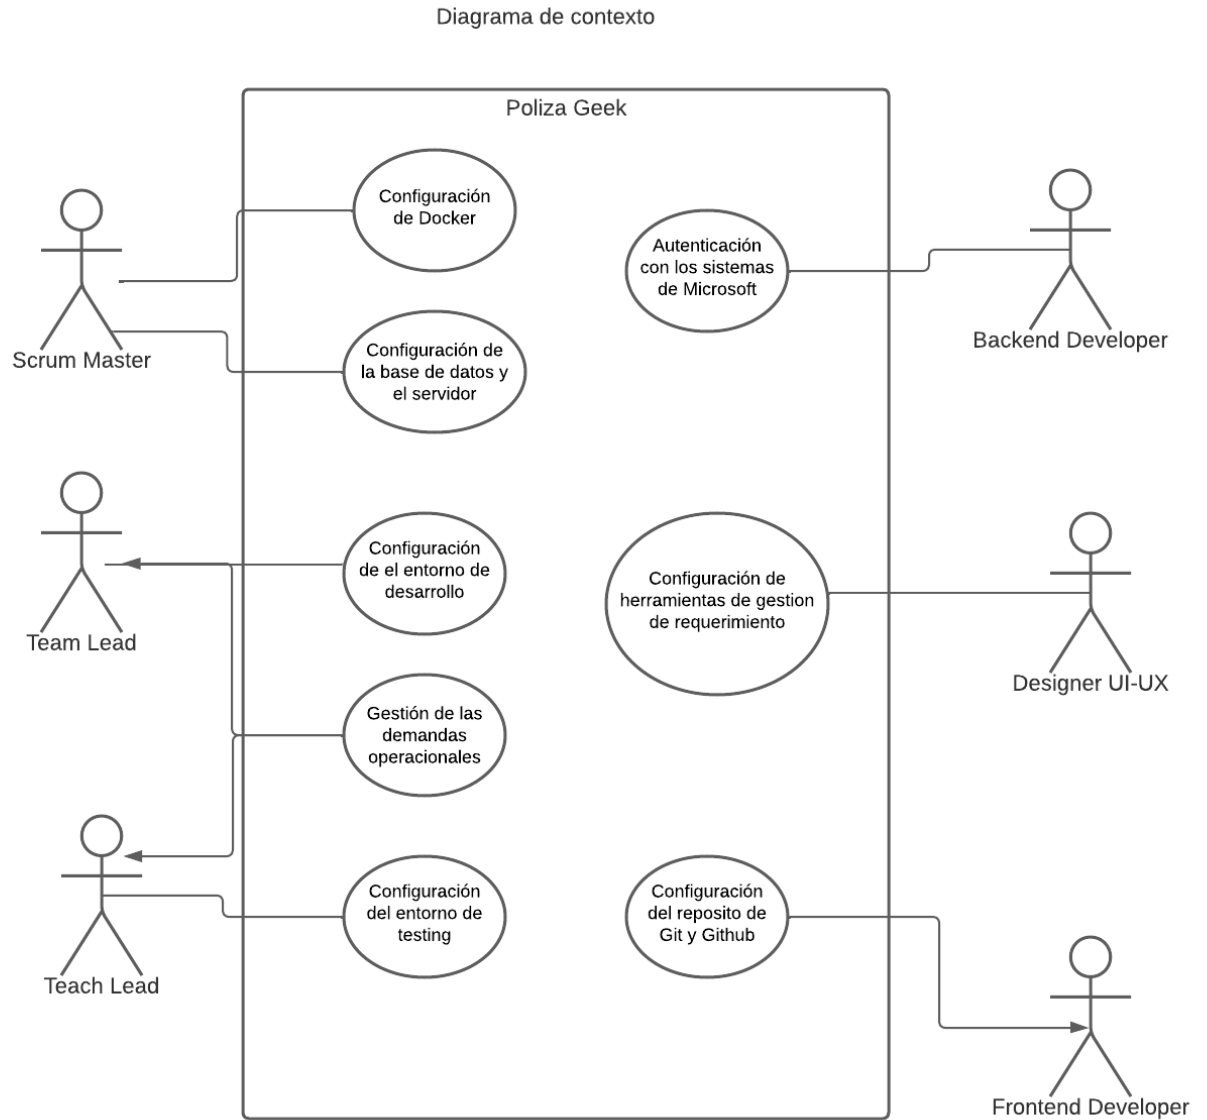 Diagrama de contexto
Poliza Geek
Configuración
de Docker
Autenticación
con los sistemas
de Microsoft
Backend Developer
Scrum Master
Configuración de
la base de datos y
el servidor
Configuración
de el entorno de
desarrollo
Team Lead
Configuración de
herramientas de gestion
de requerimiento
Designer UI-UX
Gestión de las
demandas
operacionales
Configuración
del entorno de
testing
Teach Lead
Configuración
del reposito de
Git y Github
Frontend Developer